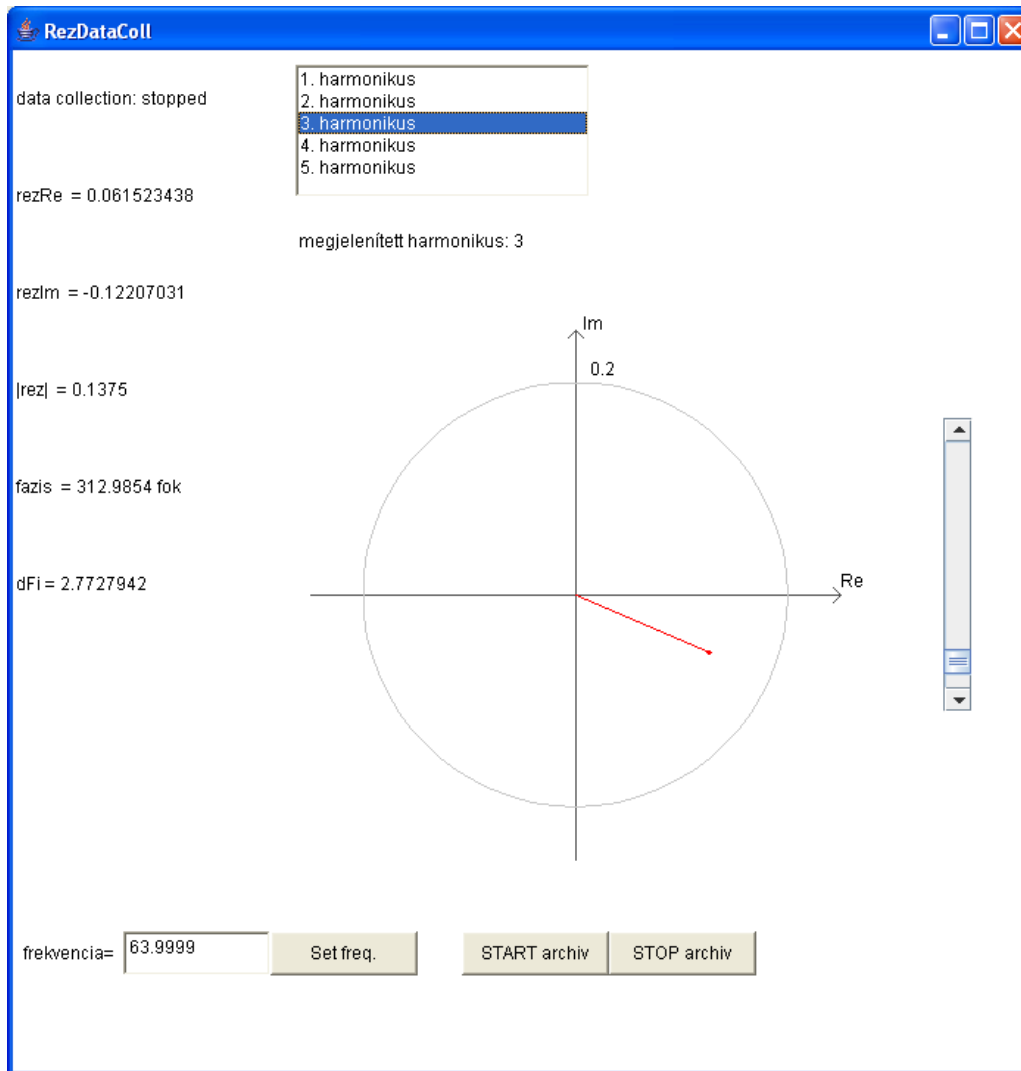 RezDataColl
data collection: stopped
1. harmonikus
2. harmonikus
3. harmonikus
4. harmonikus
5. harmonikus
rezRe = 0.061523438
megjelenített harmonikus: 3
rezIm = -0.12207031
Im
0.2
|rez| = 0.1375
fazis = 312.9854 fok
dFi = 2.7727942
Re
frekvencia= 63.9999 Set freq. START archiv STOP archiv